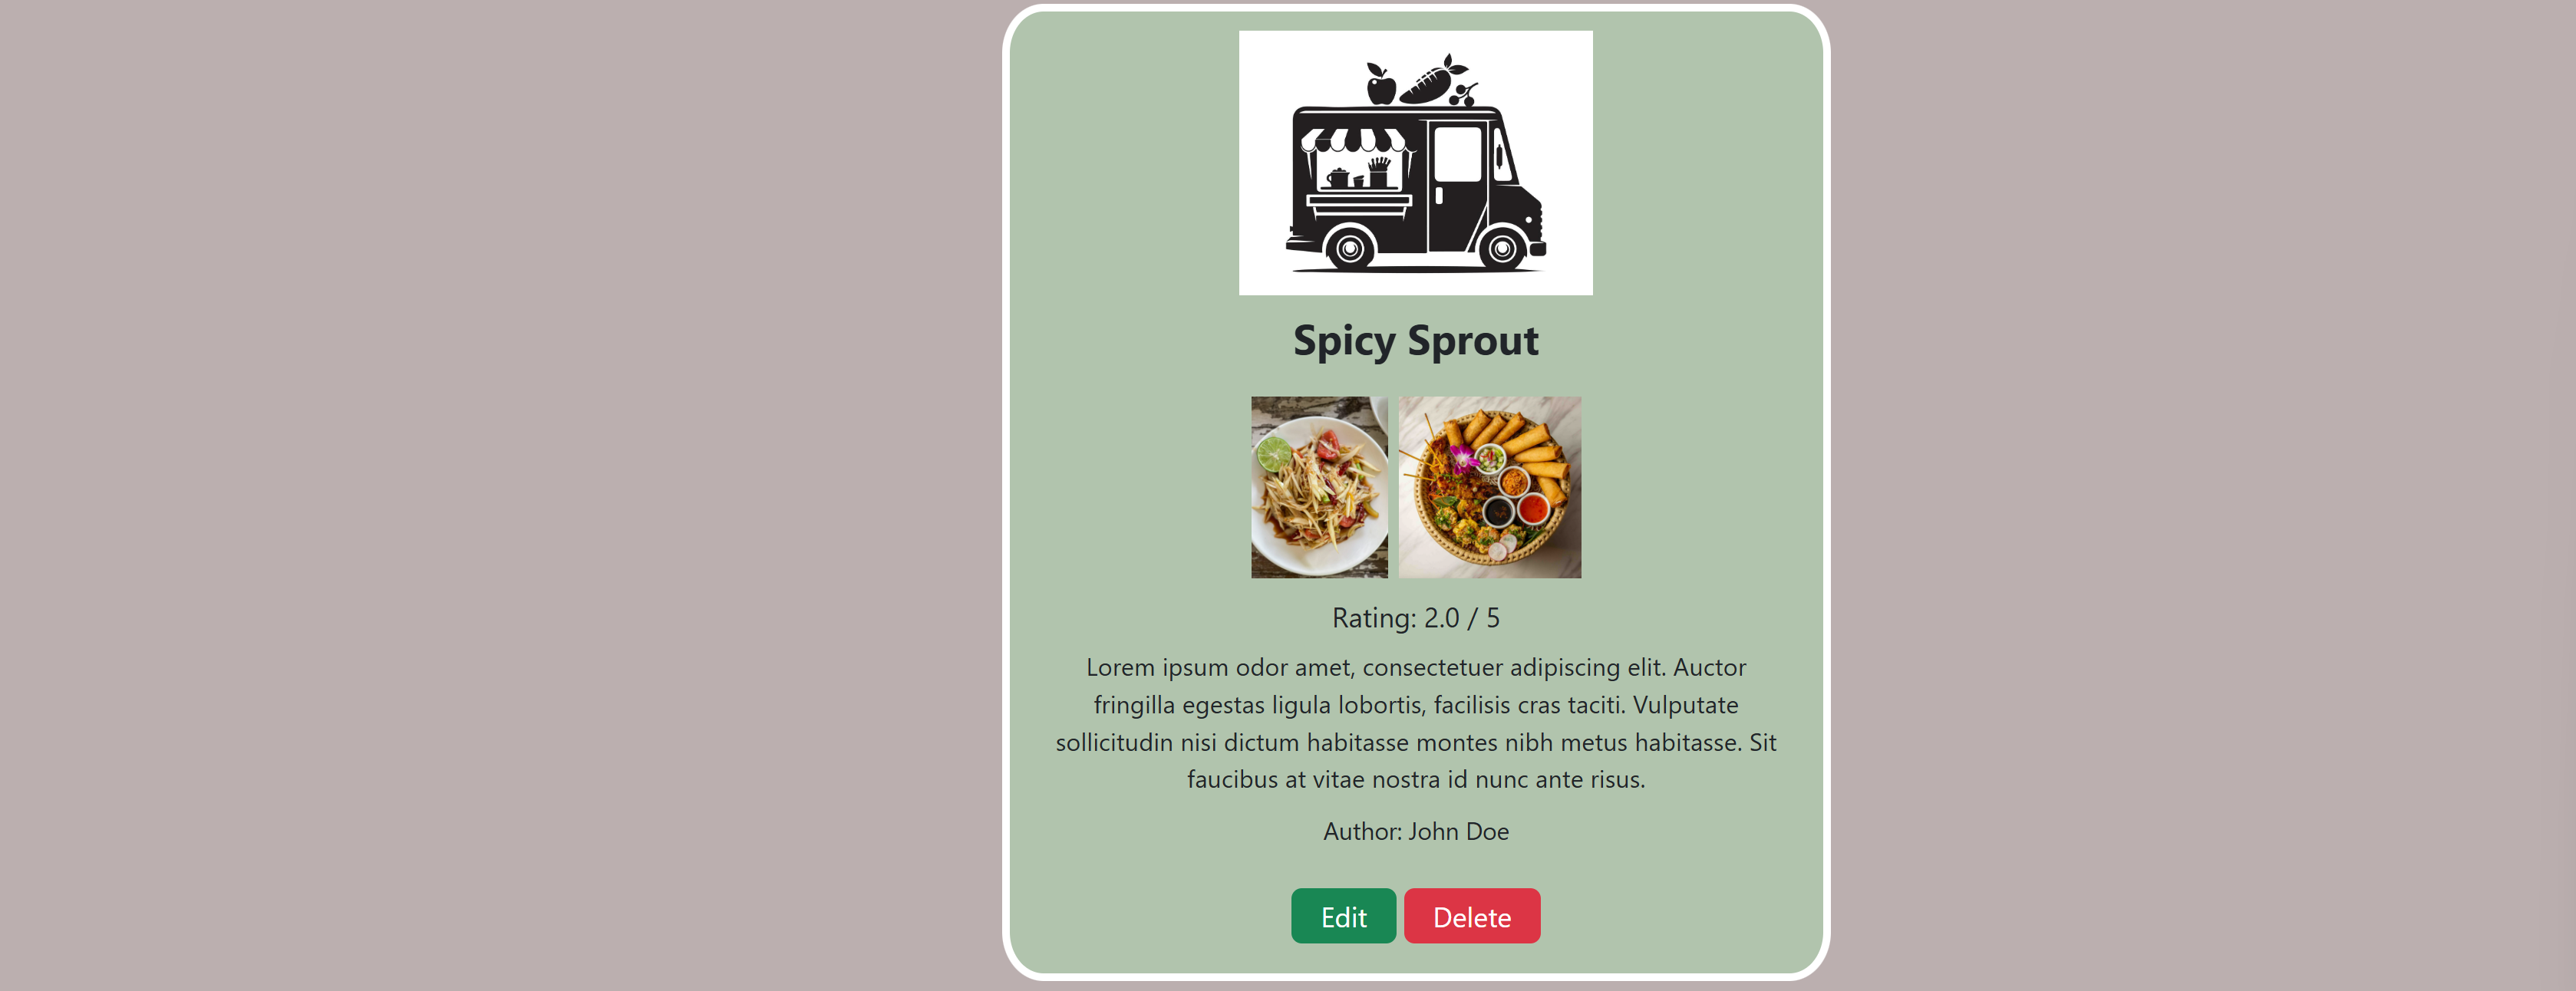 Spicy Sprout
Rating: 2.0 / 5
Lorem ipsum odor amet, consectetuer adipiscing elit. Auctor
fringilla egestas ligula lobortis, facilisis cras taciti. Vulputate
sollicitudin nisi dictum habitasse montes nibh metus habitasse. Sit
faucibus at vitae nostra id nunc ante risus.
Author: John Doe
Edit Delete